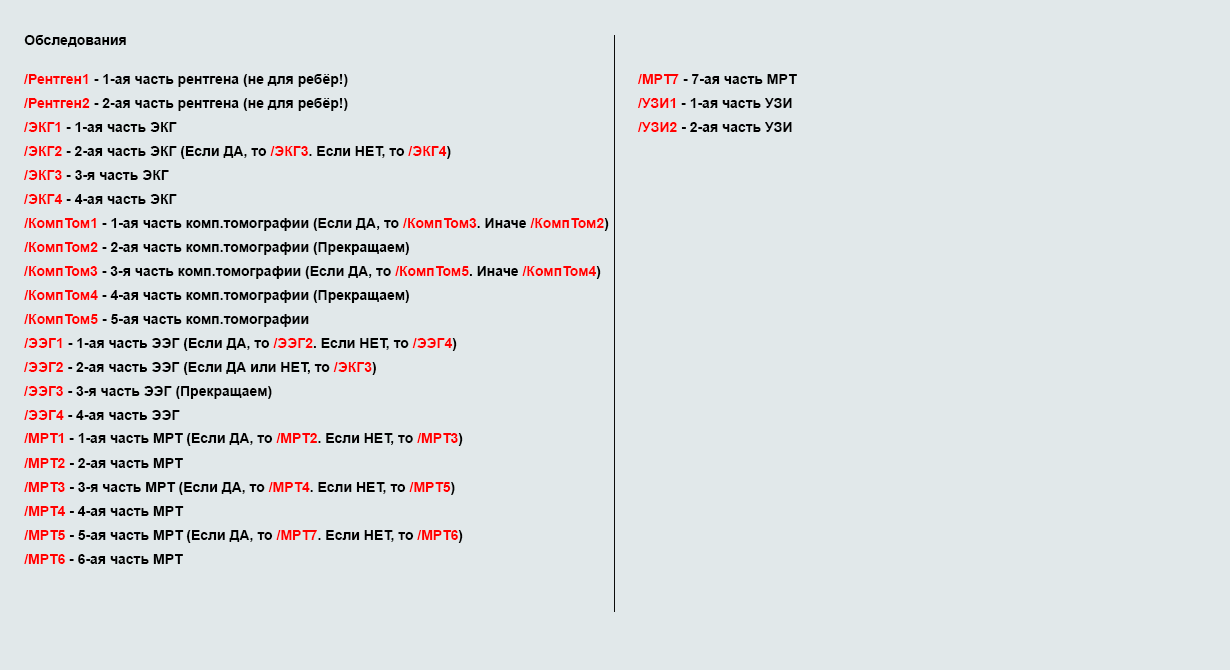 Обследования
/Рентген1 - 1-ая часть рентгена (не для ребёр!)
/Рентген2 - 2-ая часть рентгена (не для ребёр!)
/ЭКГ1 - 1-ая часть ЭКГ
/ЭКГ2 - 2-ая часть ЭКГ (Если ДА, то /ЭКГ3. Если НЕТ, то /ЭКГ4)
/ЭКГ3 - 3-я часть ЭКГ
/ЭКГ4 - 4-ая часть ЭКГ
/КомпТом1 - 1-ая часть комп.томографии (Если ДА, то /КомпТом3. Иначе /КомпТом2)
/КомпТом2 - 2-ая часть комп.томографии (Прекращаем)
/КомпТом3 - 3-я часть комп.томографии (Если ДА, то /КомпТом5. Иначе /КомпТом4)
/КомпТом4 - 4-ая часть комп.томографии (Прекращаем)
/КомпТом5 - 5-ая часть комп.томографии
/ЭЭГ1 - 1-ая часть ЭЭГ (Если ДА, то /ЭЭГ2. Если НЕТ, то /ЭЭГ4)
/ЭЭГ2 - 2-ая часть ЭЭГ (Если ДА или НЕТ, то /ЭКГ3)
/ЭЭГ3 - 3-я часть ЭЭГ (Прекращаем)
/ЭЭГ4 - 4-ая часть ЭЭГ
/МРТ1 - 1-ая часть МРТ (Если ДА, то /МРТ2. Если НЕТ, то /МРТ3)
/МРТ2 - 2-ая часть МРТ
/МРТ3 - 3-я часть МРТ (Если ДА, то /МРТ4. Если НЕТ, то /МРТ5)
/МРТ4 - 4-ая часть МРТ
/МРТ5 - 5-ая часть МРТ (Если ДА, то /МРТ7. Если НЕТ, то /МРТ6)
/МРТ6 - 6-ая часть МРТ
/МРТ7 - 7-ая часть МРТ
/УЗИ1 - 1-ая часть УЗИ
/УЗИ2 - 2-ая часть УЗИ